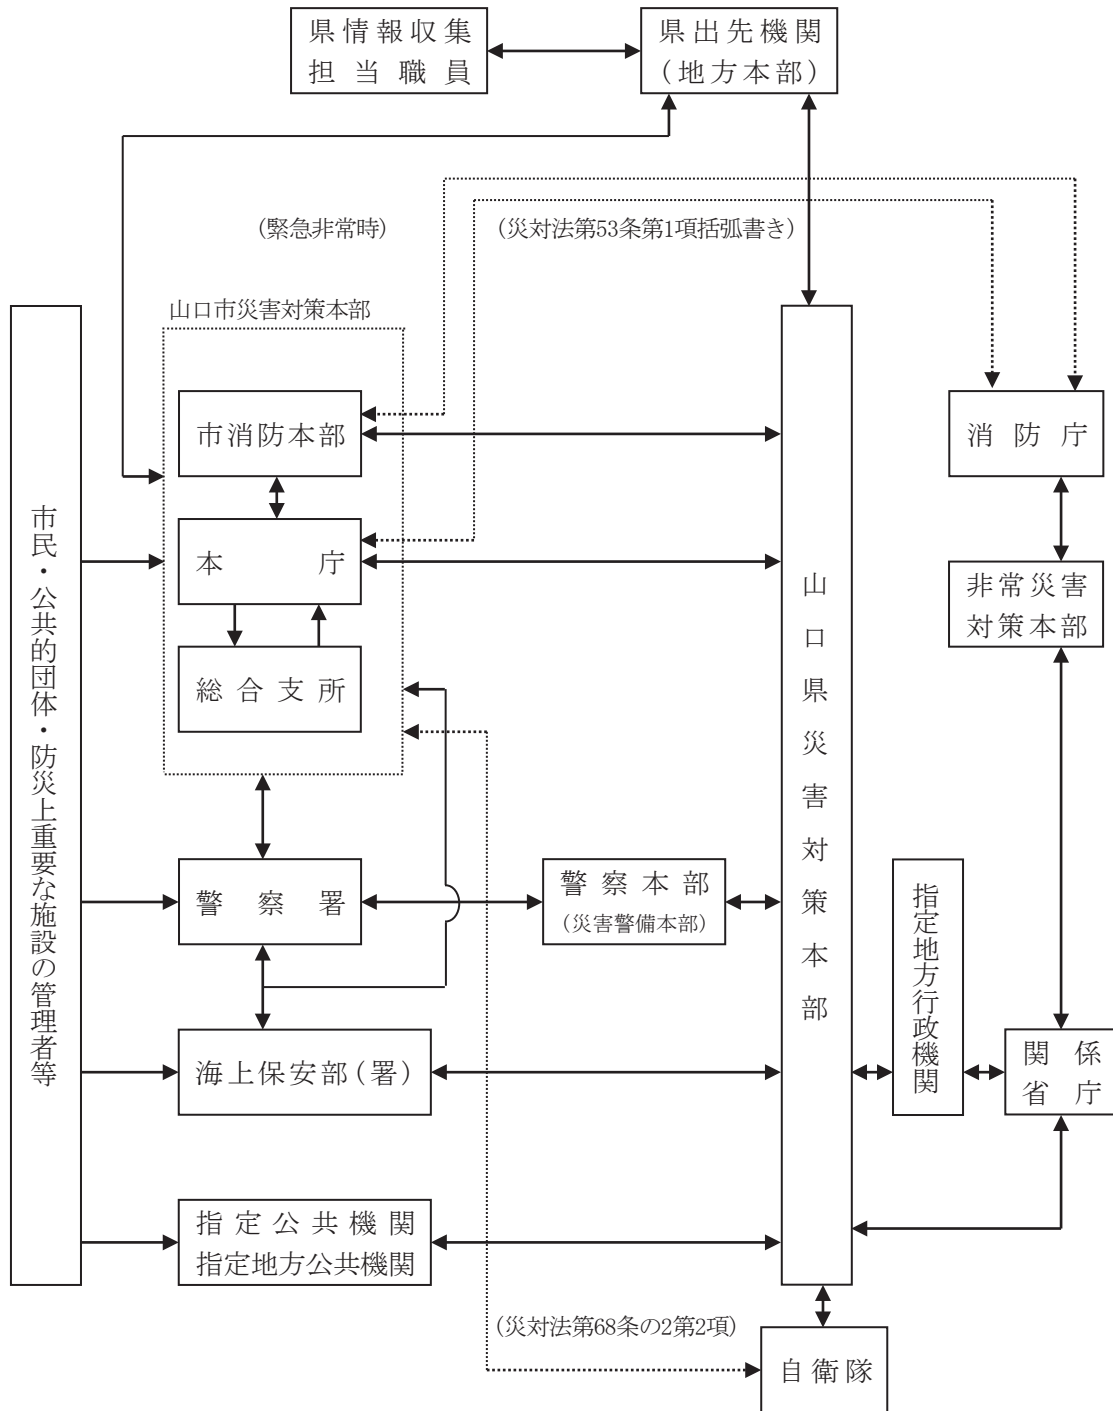 県情報収集
担当職員
県出先機関
(地方本部)
(緊急非常時)
(災対法第53条第1項括弧書き)
山口市災害対策本部
市消防本部
本庁
総合支所
市民・公共的団体・防災上重要な施設の管理者等
警察署
警察本部
(災害警備本部)
海上保安部(署)
指定公共機関
指定地方公共機関
山口県災害対策本部
消防庁
非常災害
対策本部
指定地方行政機関
関係
省庁
(災対法第68条の2第2項)
自衛隊